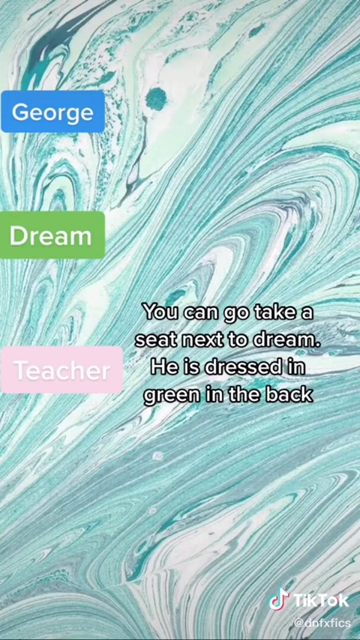 George
Dream
You can go take a
seat next to dream.
He is dressed in
green in the back
Teacher
TikTok
@dnfxfics